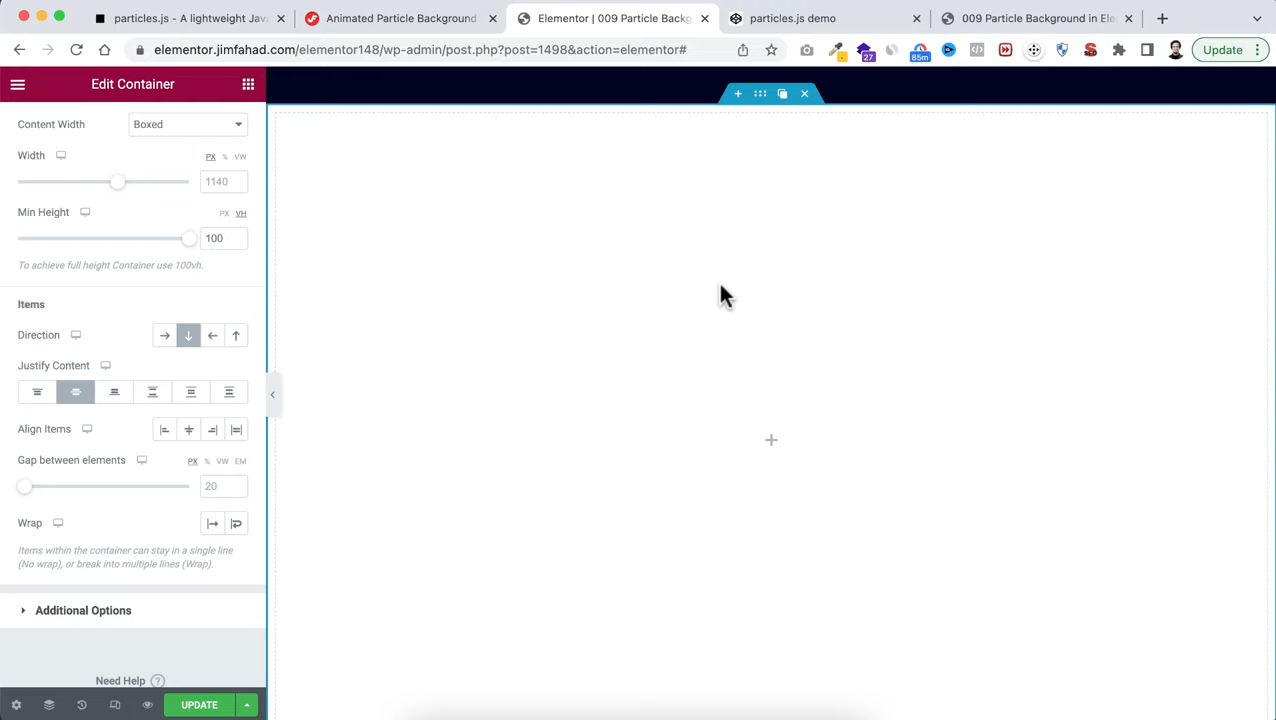 particles.js - A lightweight Jav
Animated Particle Background
Elementor | 009 Particle Backg
particles.js demo
009 Particle Background in Ele
elementor.jimfahad.com/elementor148/wp-admin/post.php?post=1498&action=elementor#
27
85m
Update
Edit Container
Content Width
Boxed
Width
PX % VW
1140
Min Height
PX VH
100
To achieve full height Container use 100vh.
Items
Direction
Justify Content
Align Items
Gap between elements
PX % VW EM
20
Wrap
Items within the container can stay in a single line
(No wrap), or break into multiple lines (Wrap).
Additional Options
Need Help ?
UPDATE